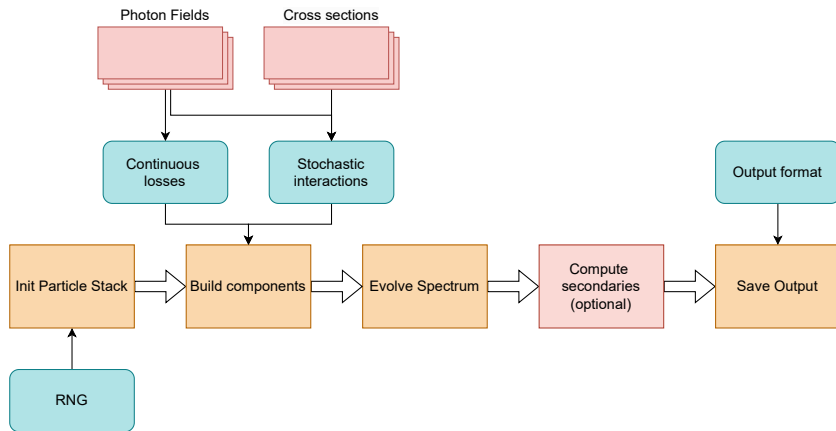 Photon Fields
Cross sections
Continuous
losses
Stochastic
interactions
Output format
Init Particle Stack
Build components
Evolve Spectrum
Compute
secondaries
(optional)
Save Output
RNG